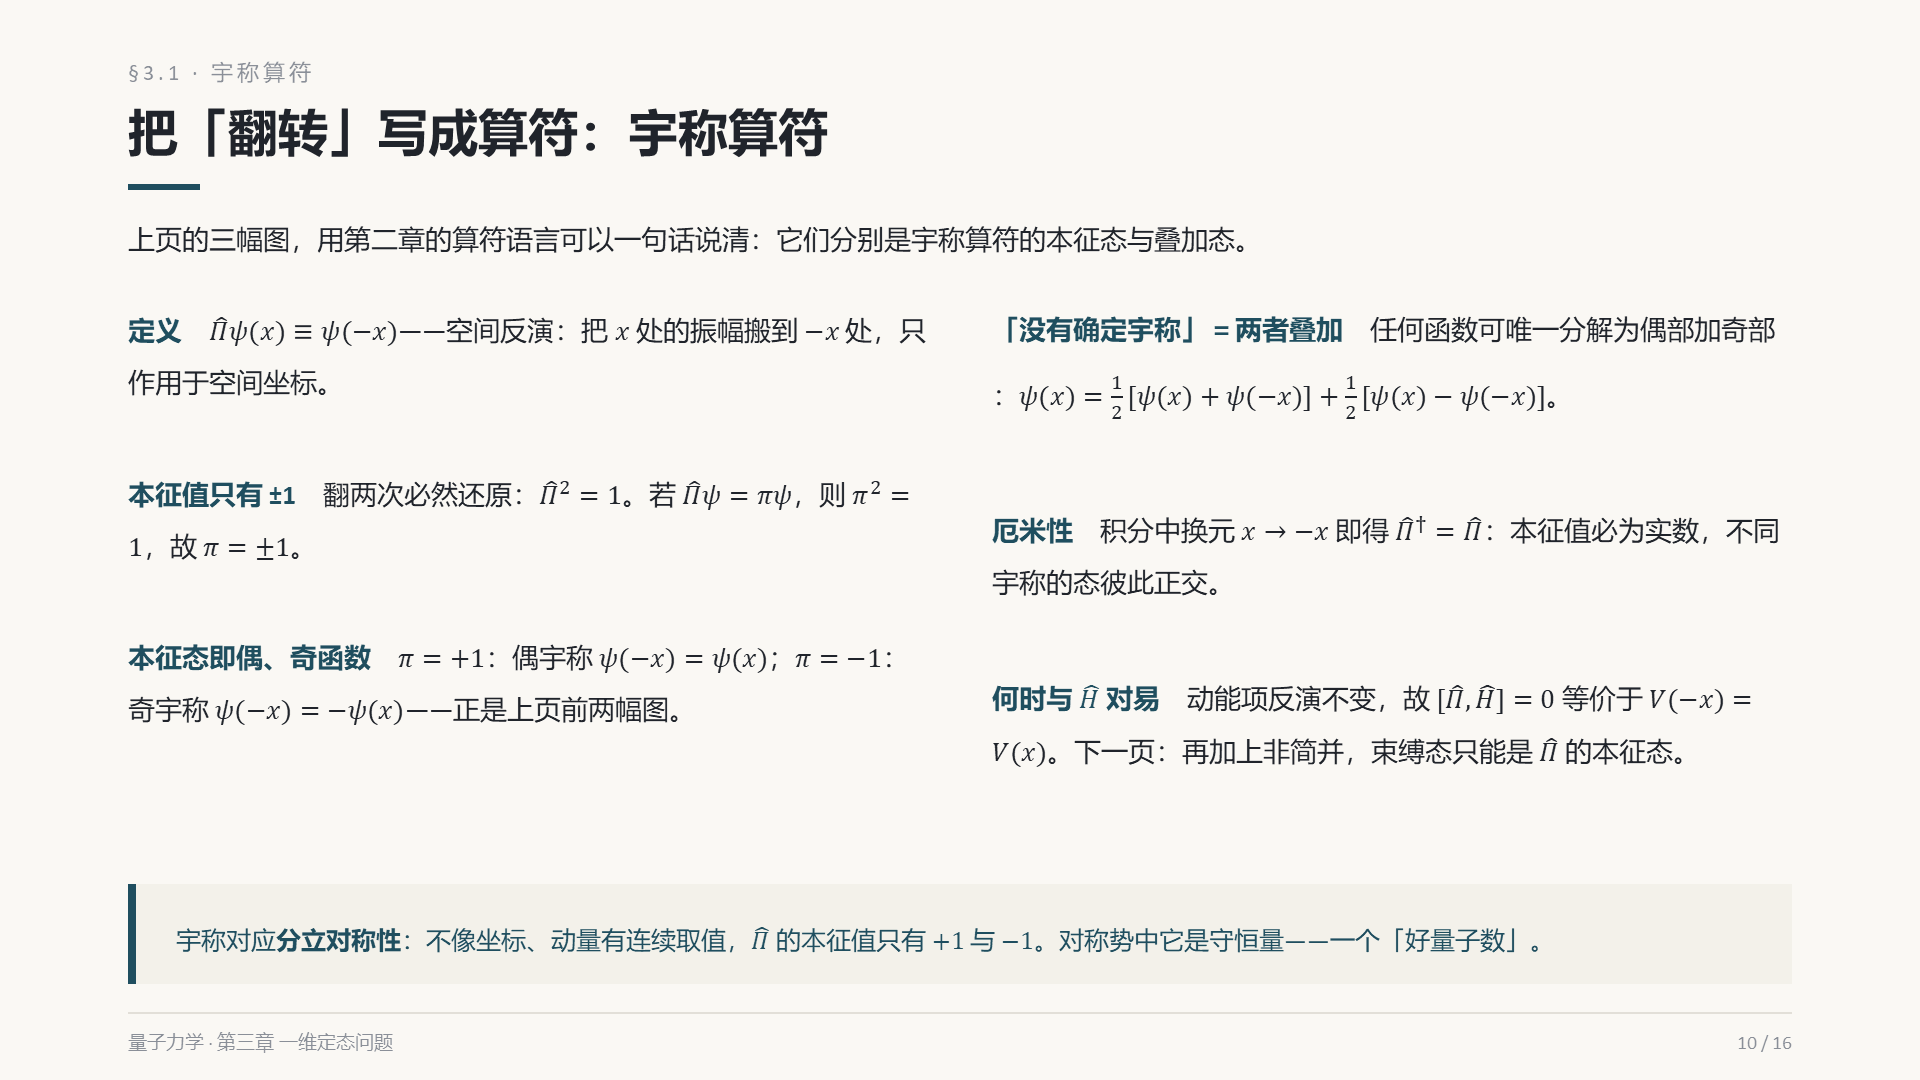 §3.1 · 宇称算符
把「翻转」写成算符：宇称算符
上页的三幅图，用第二章的算符语言可以一句话说清：它们分别是宇称算符的本征态与叠加态。
定义 Π̂ψ(x) ≡ ψ(−x)——空间反演：把 x 处的振幅搬到 −x 处，只
作用于空间坐标。
本征值只有 ±1 翻两次必然还原：Π̂² = 1。若 Π̂ψ = πψ，则 π² =
1，故 π = ±1。
本征态即偶、奇函数 π = +1：偶宇称 ψ(−x) = ψ(x)；π = −1：
奇宇称 ψ(−x) = −ψ(x)——正是上页前两幅图。
「没有确定宇称」 = 两者叠加 任何函数可唯一分解为偶部加奇部
：ψ(x) = ½[ψ(x) + ψ(−x)] + ½[ψ(x) − ψ(−x)]。
厄米性 积分中换元 x → −x 即得 Π̂† = Π̂：本征值必为实数，不同
宇称的态彼此正交。
何时与 Ĥ 对易 动能项反演不变，故 [Π̂, Ĥ] = 0 等价于 V(−x) =
V(x)。下一页：再加上非简并，束缚态只能是 Π̂ 的本征态。
宇称对应分立对称性：不像坐标、动量有连续取值，Π̂ 的本征值只有 +1 与 −1。对称势中它是守恒量——一个「好量子数」。
量子力学 · 第三章 一维定态问题
10 / 16